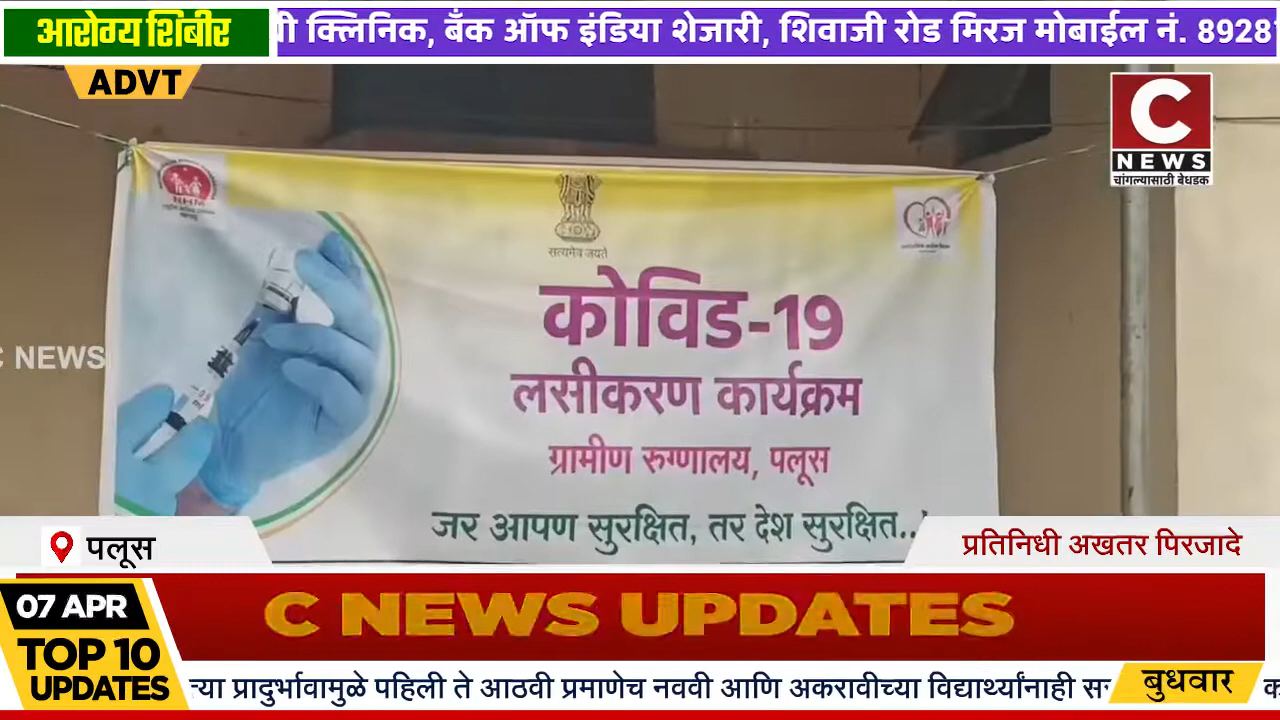 आरोग्य शिबीर
क्लिनिक, बँक ऑफ इंडिया शेजारी, शिवाजी रोड मिरज मोबाईल नं. 8928
ADVT
C
NEWS
चांगल्यासाठी बेधडक
सत्यमेव जयते
कोविड-19
लसीकरण कार्यक्रम
C NEWS
ग्रामीण रुग्णालय, पलूस
जर आपण सुरक्षित, तर देश सुरक्षित..
पलूस
प्रतिनिधी अखतर पिरजादे
07 APR
C NEWS UPDATES
TOP 10
UPDATES
प्रादुर्भावामुळे पहिली ते आठवी प्रमाणेच नववी आणि अकरावीच्या विद्यार्थ्यांनाही
बुधवार